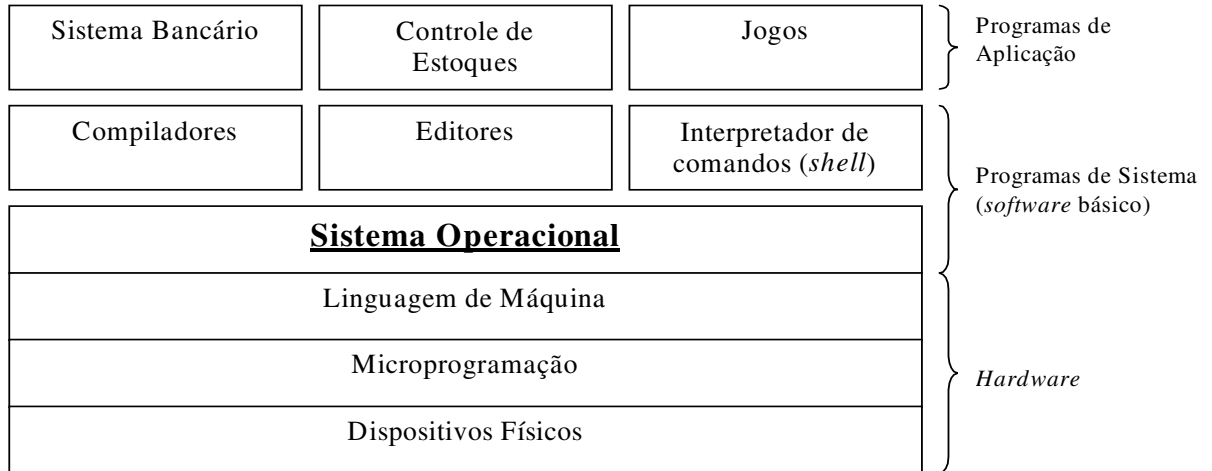 Sistema Bancário
Controle de
Estoques
Jogos
Programas de
Aplicação
Compiladores
Editores
Interpretador de
comandos (shell)
Programas de Sistema
(software básico)
Sistema Operacional
Linguagem de Máquina
Microprogramação
Dispositivos Físicos
Hardware